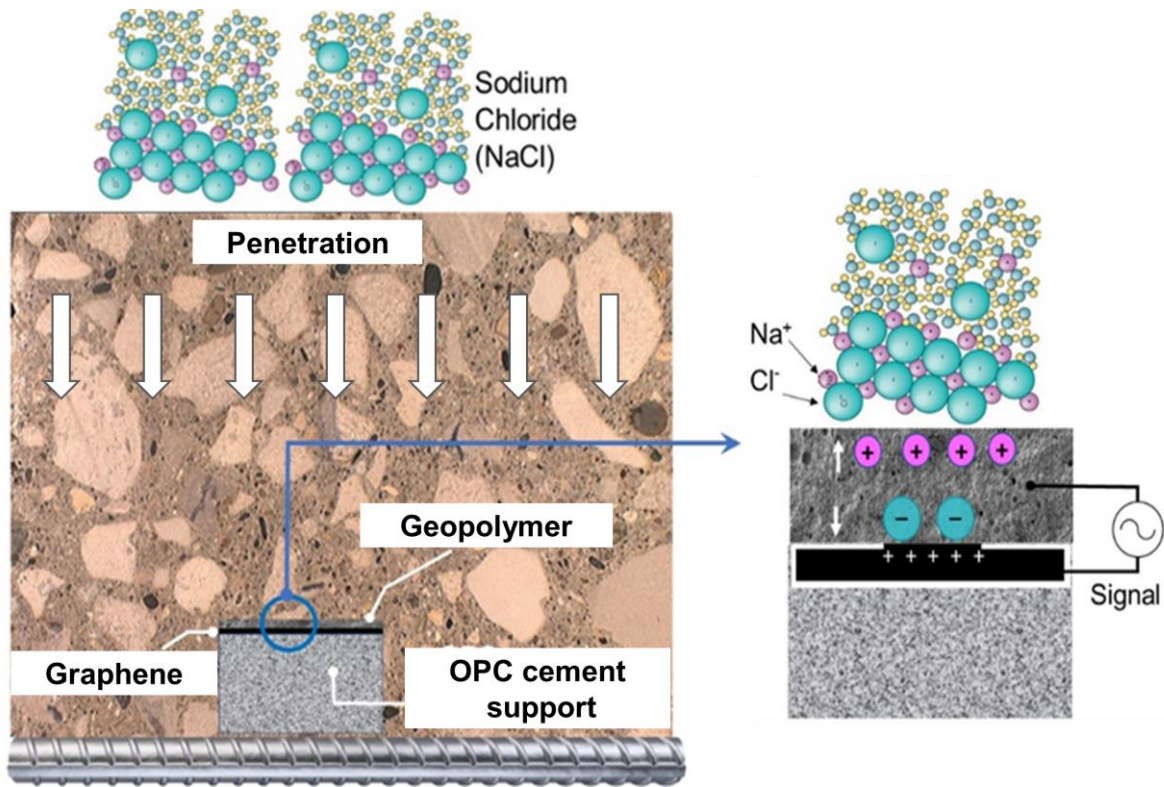 Sodium
Chloride
(NaCl)
Penetration
Geopolymer
Graphene
OPC cement
support
Na⁺
Cl⁻
+ + + +
− −
+ + + + +
Signal